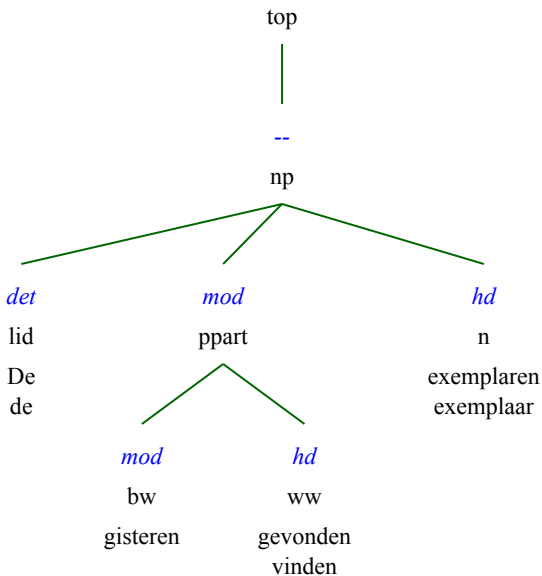 top
--
np
det mod hd
lid ppart n
De exemplaren
de exemplaar
mod hd
bw ww
gisteren gevonden
vinden